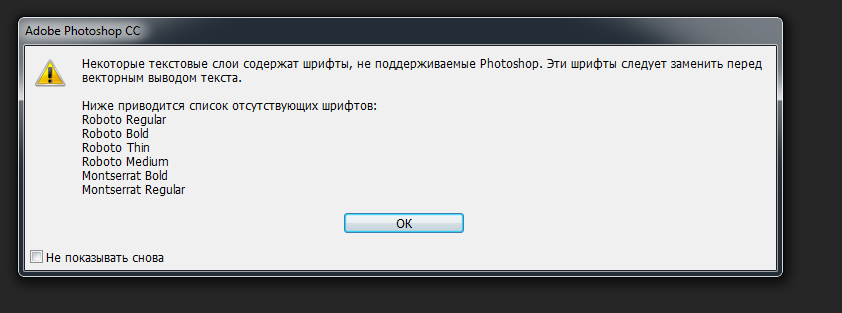 Adobe Photoshop CC
Некоторые текстовые слои содержат шрифты, не поддерживаемые Photoshop. Эти шрифты следует заменить перед
векторным выводом текста.
Ниже приводится список отсутствующих шрифтов:
Roboto Regular
Roboto Bold
Roboto Thin
Roboto Medium
Montserrat Bold
Montserrat Regular
ОК
Не показывать снова